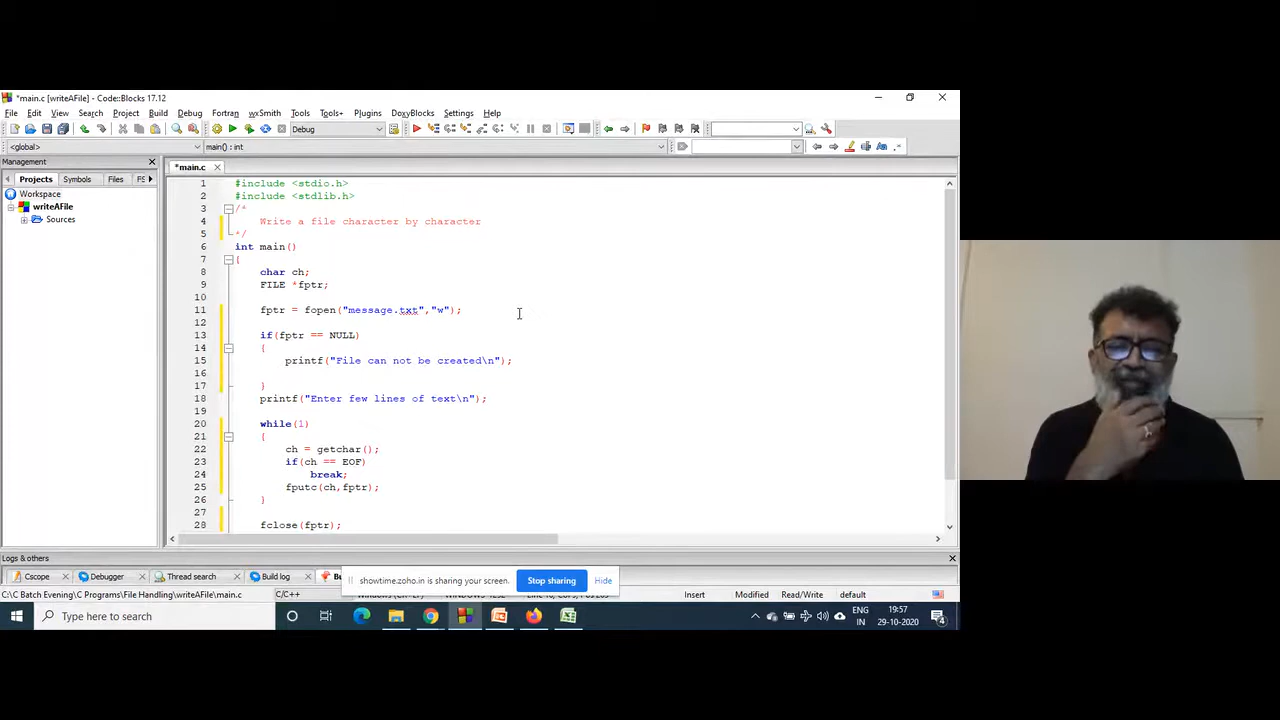 *main.c [writeAFile] - Code::Blocks 17.12
File Edit View Search Project Build Debug Fortran wxSmith Tools Tools+ Plugins DoxyBlocks Settings Help
Debug
<global> main() : int
Management
*main.c
Projects Symbols Files
Workspace
writeAFile
Sources
1 #include <stdio.h>
2 #include <stdlib.h>
3 /*
4 Write a file character by character
5 */
6 int main()
7 {
8 char ch;
9 FILE *fptr;
10
11 fptr = fopen("message.txt","w");
12
13 if(fptr == NULL)
14 {
15 printf("File can not be created\n");
16
17 }
18 printf("Enter few lines of text\n");
19
20 while(1)
21 {
22 ch = getchar();
23 if(ch == EOF)
24 break;
25 fputc(ch,fptr);
26 }
27
28 fclose(fptr);
Logs & others
Cscope Debugger Thread search Build log
showtime.zoho.in is sharing your screen. Stop sharing Hide
C:\C Batch Evening\C Programs\File Handling\writeAFile\main.c C/C++ Insert Modified Read/Write default
Type here to search
ENG
IN
19:57
29-10-2020
4